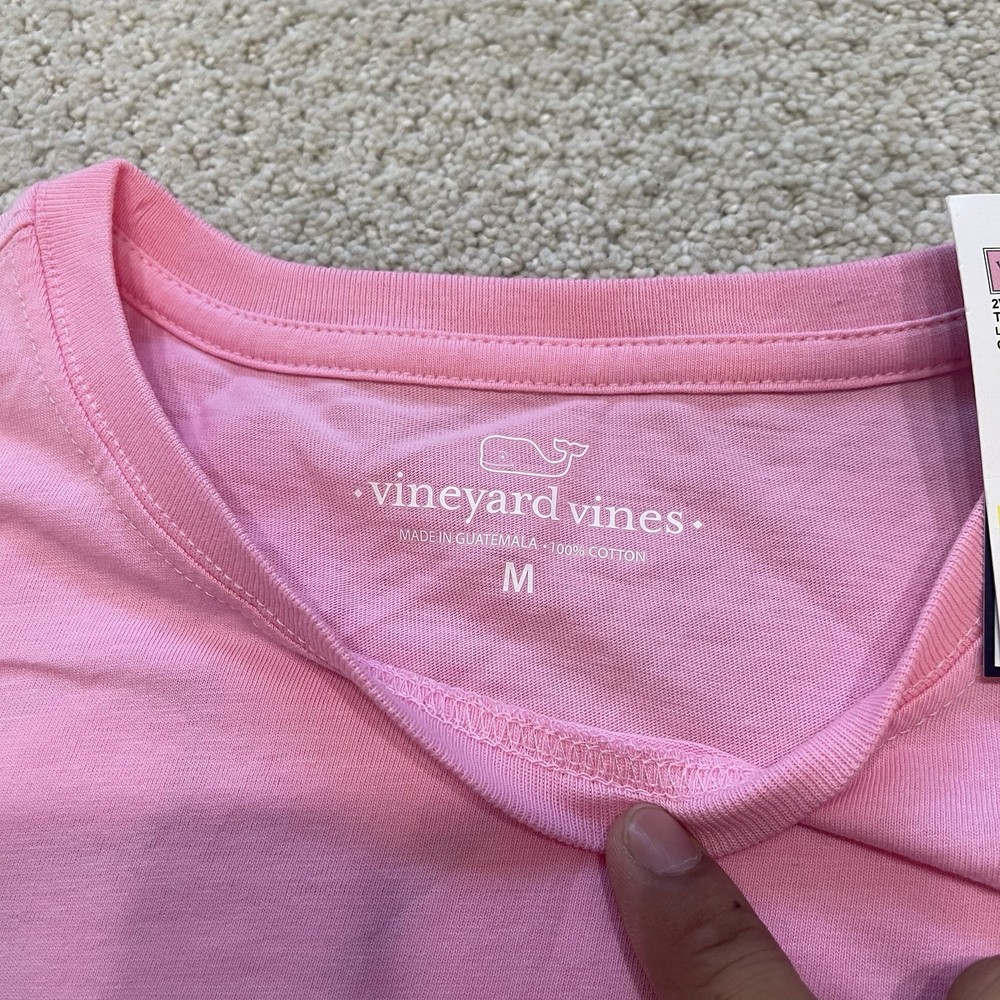 vineyard vines
MADE IN GUATEMALA • 100% COTTON
M